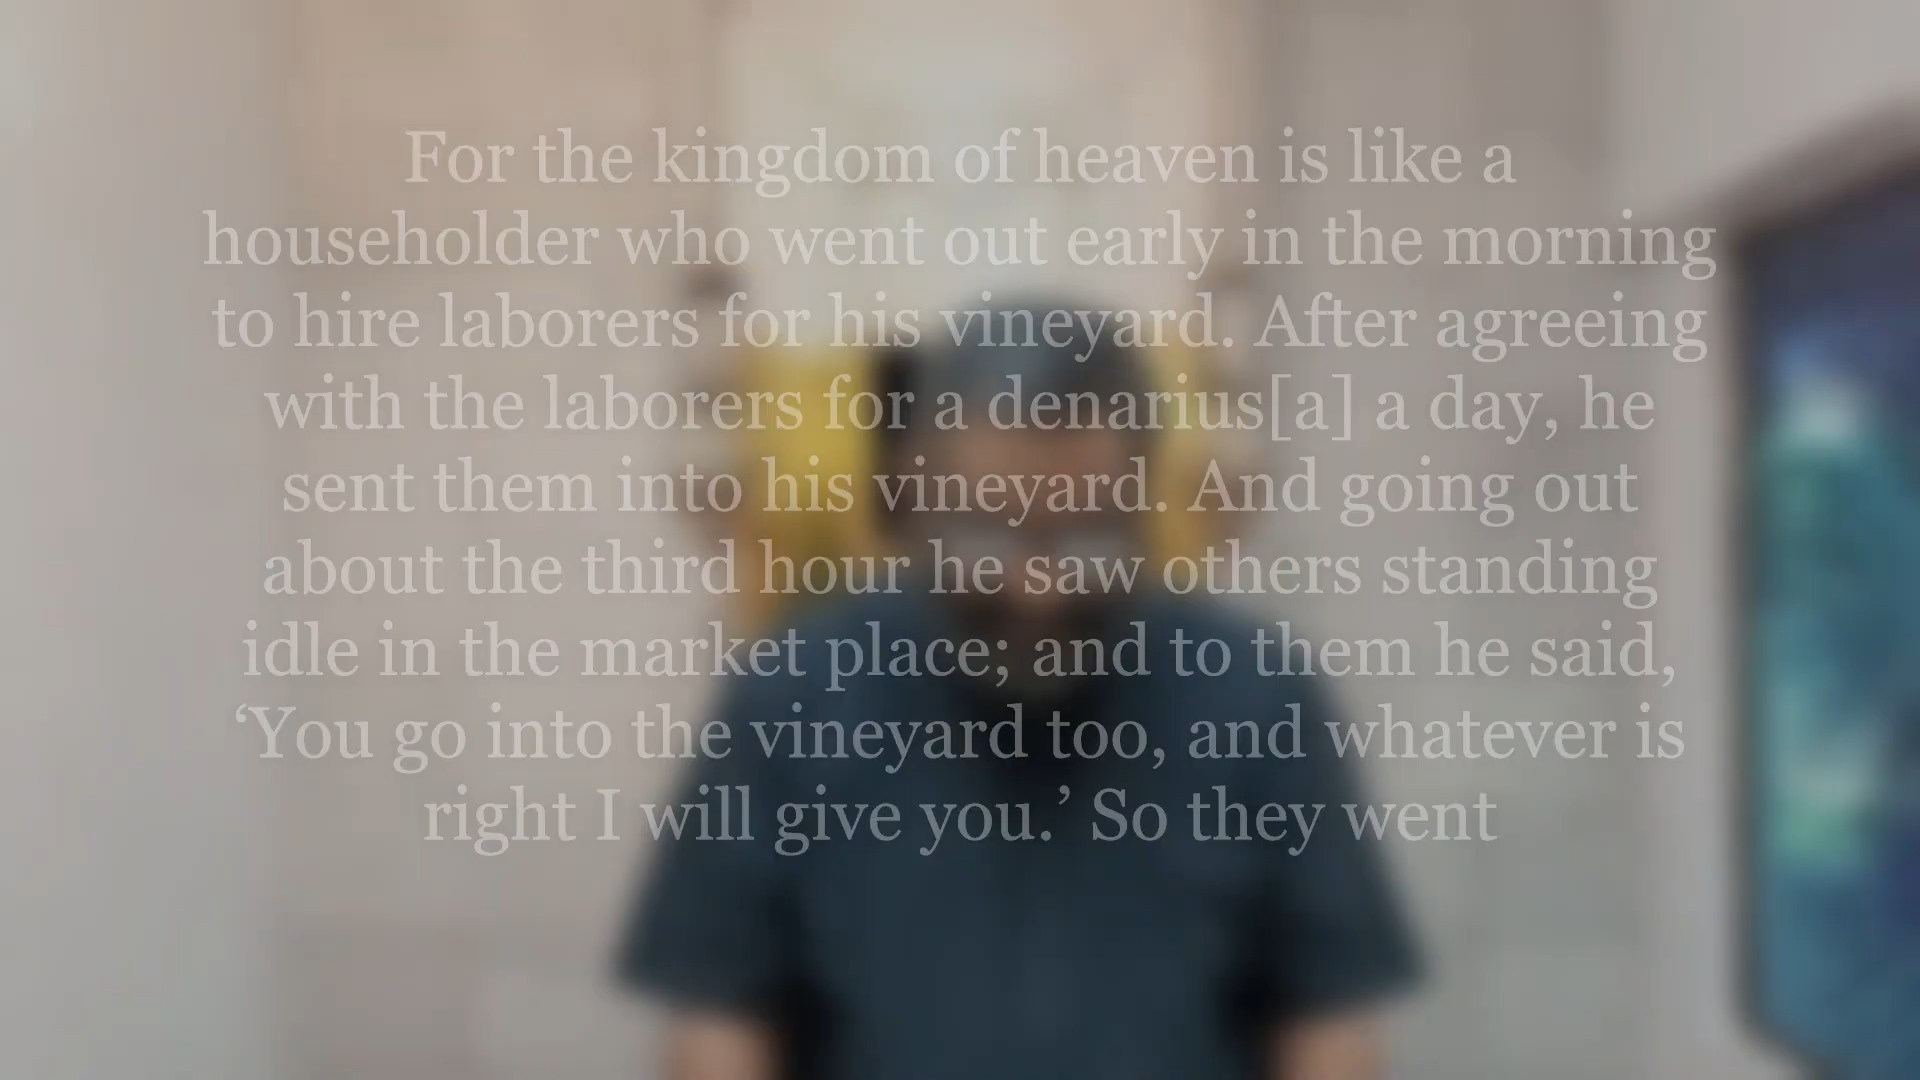 For the kingdom of heaven is like a
householder who went out early in the morning
to hire laborers for his vineyard. After agreeing
with the laborers for a denarius[a] a day, he
sent them into his vineyard. And going out
about the third hour he saw others standing
idle in the market place; and to them he said,
‘You go into the vineyard too, and whatever is
right I will give you.’ So they went